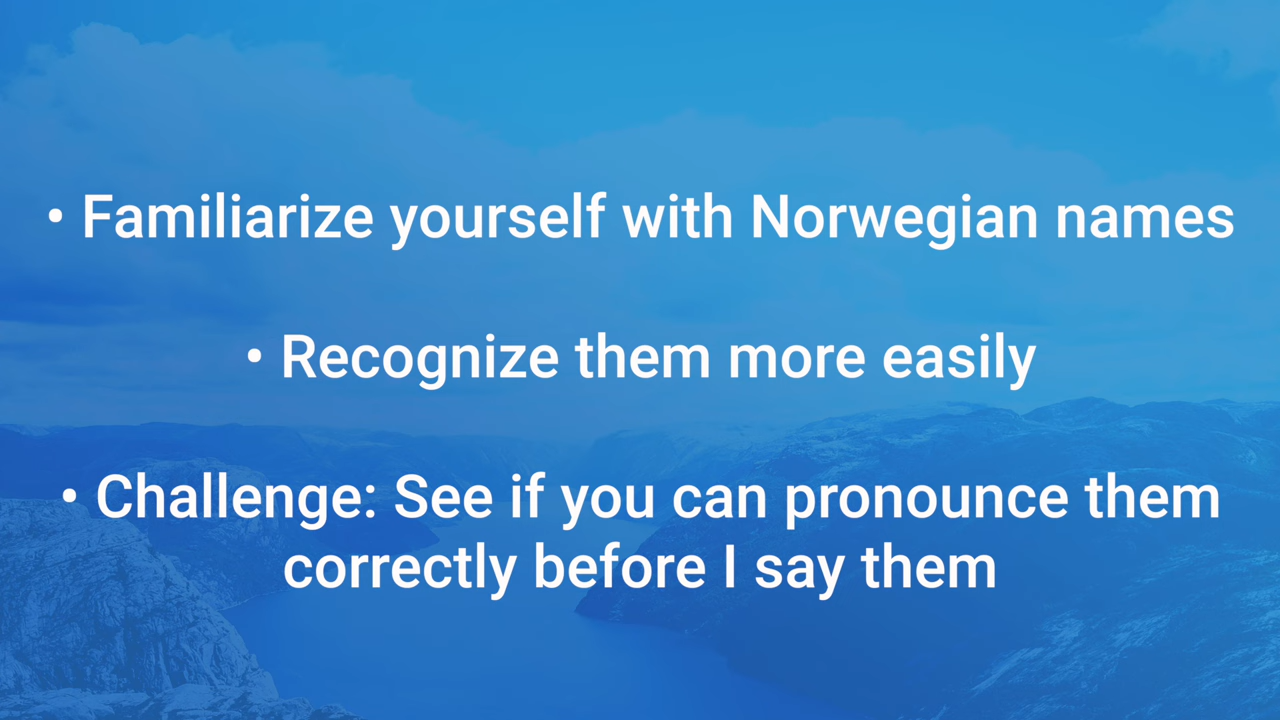 • Familiarize yourself with Norwegian names
• Recognize them more easily
• Challenge: See if you can pronounce them
correctly before I say them